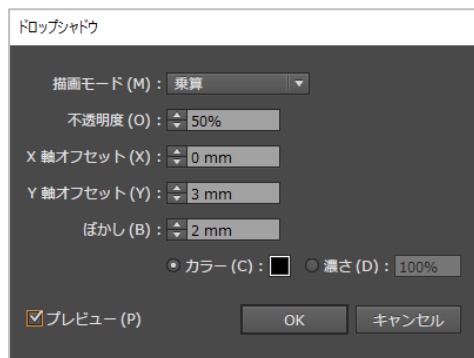 ドロップシャドウ
描画モード (M) : 乗算
不透明度 (O) : 50%
X 軸オフセット (X) : 0 mm
Y 軸オフセット (Y) : 3 mm
ぼかし (B) : 2 mm
カラー (C) : 濃さ (D) : 100%
プレビュー (P) OK キャンセル